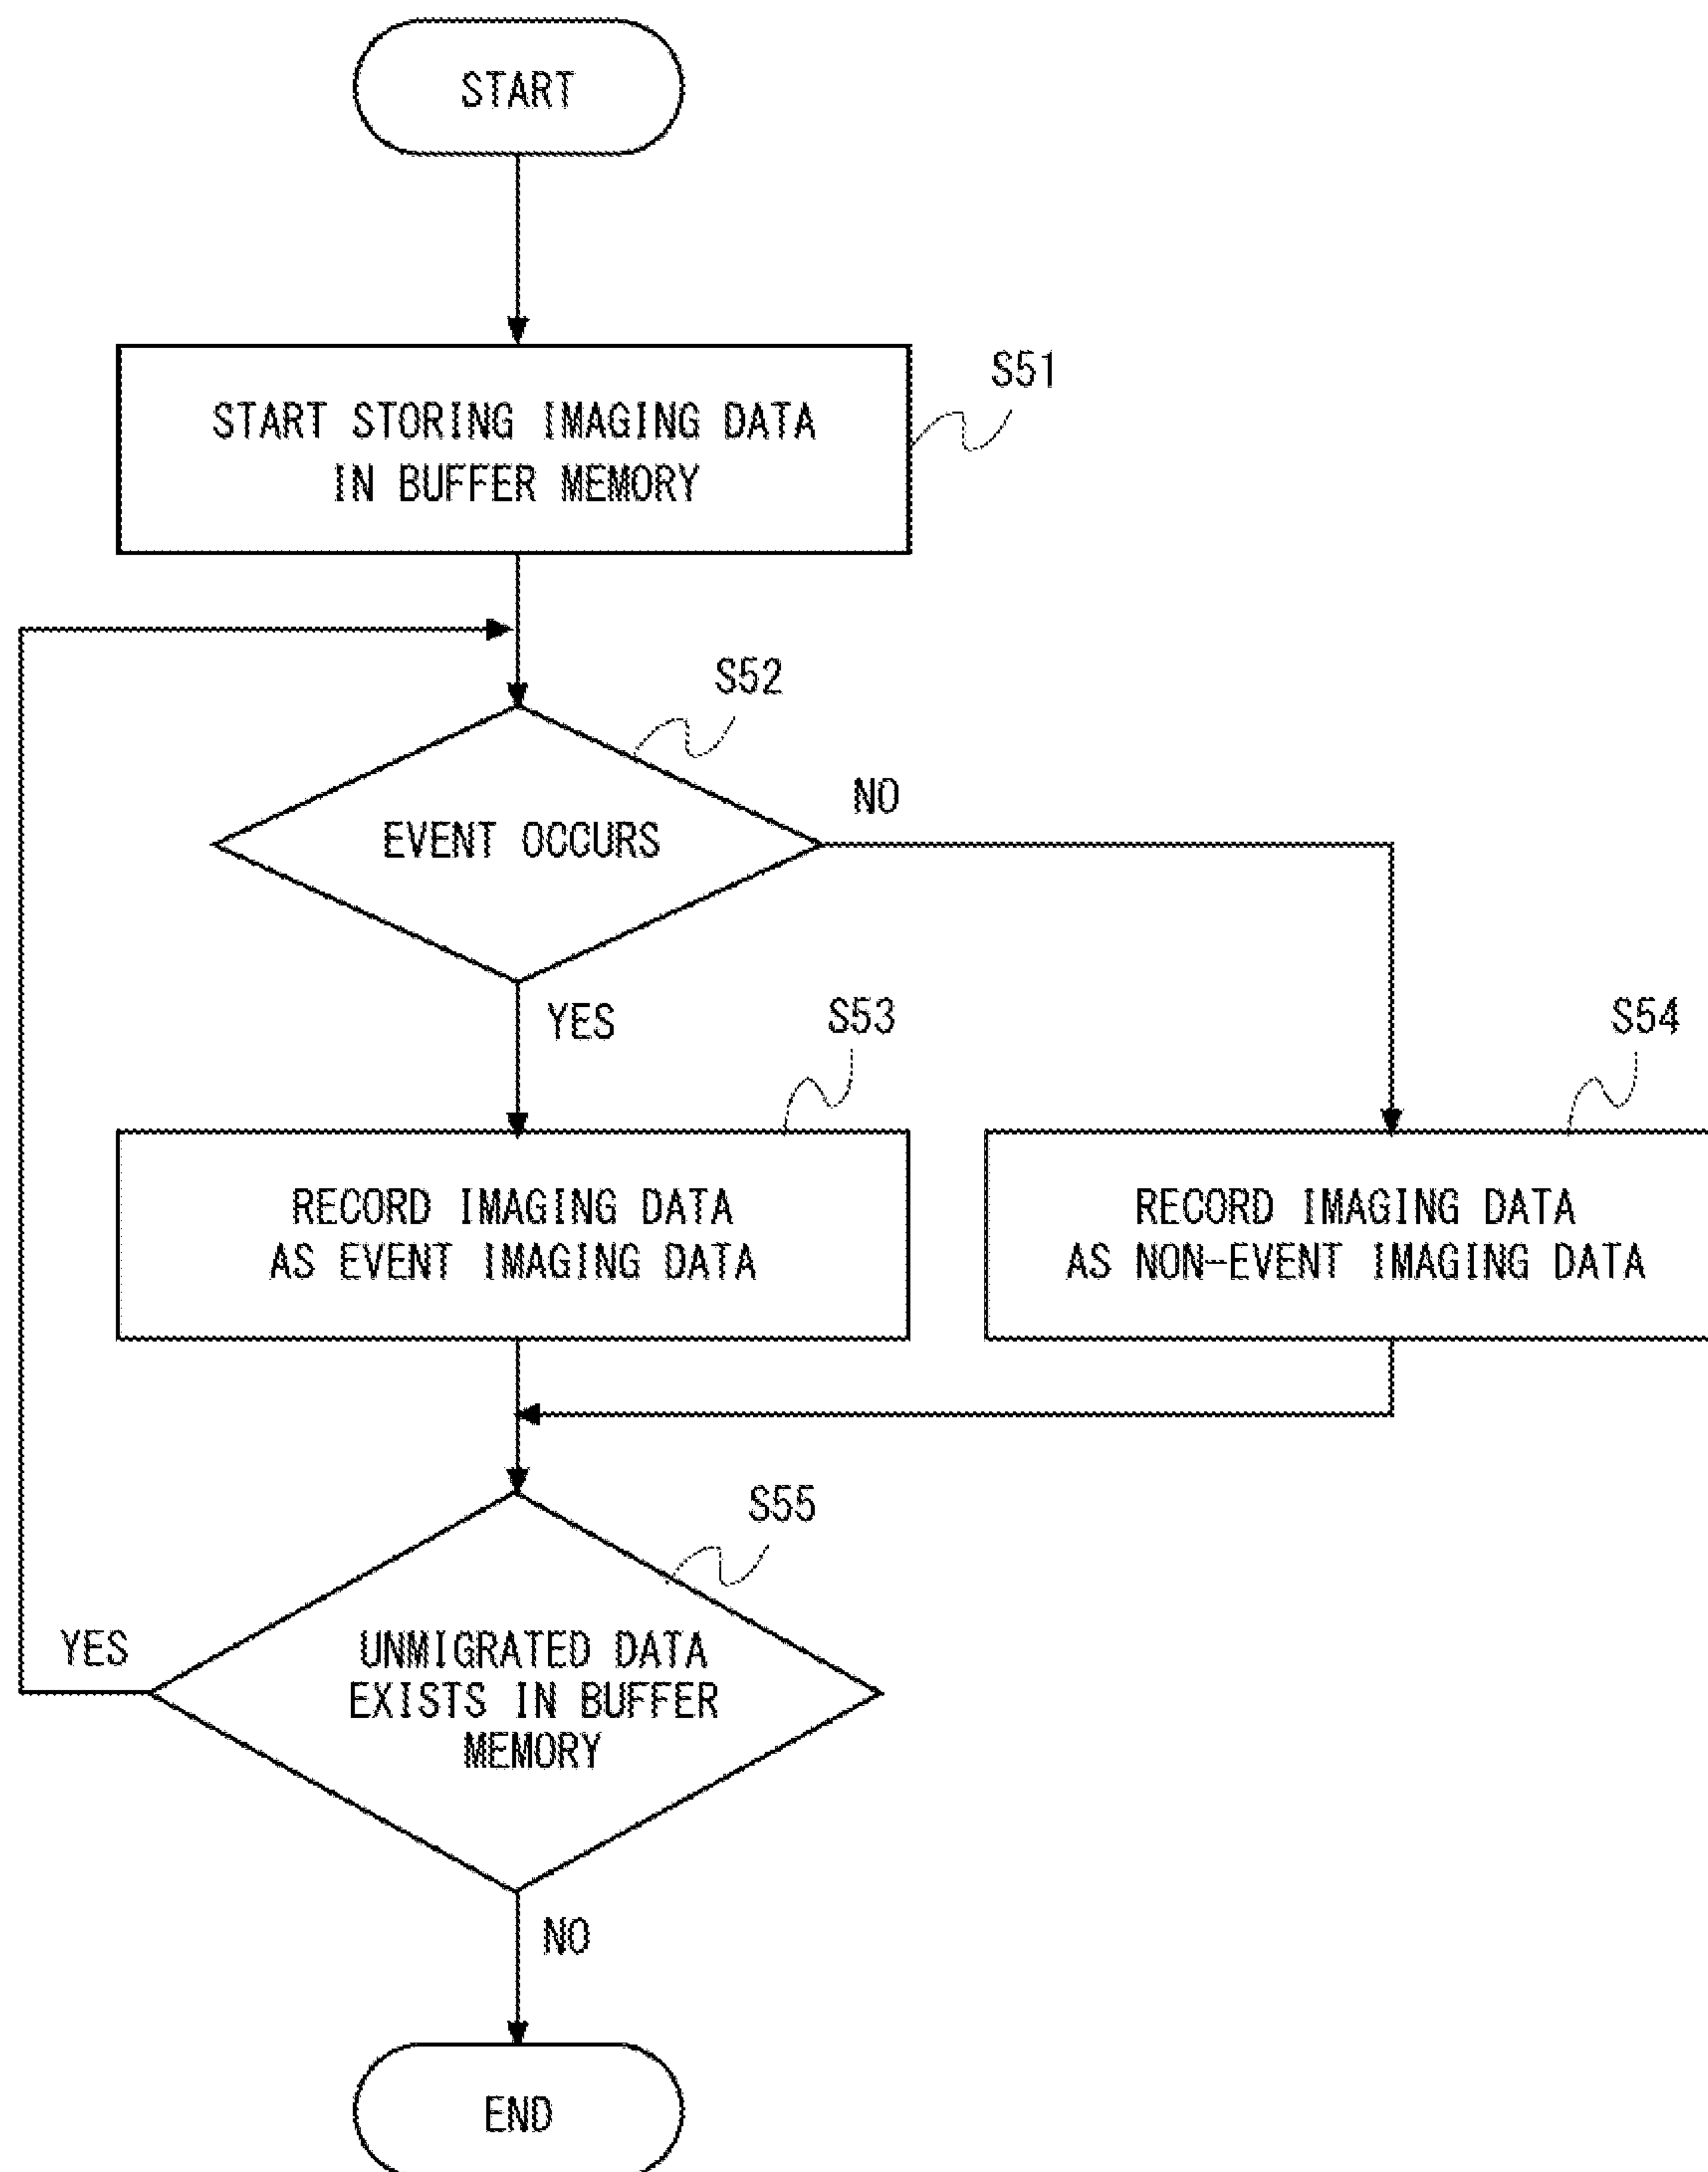 START
START STORING IMAGING DATA
IN BUFFER MEMORY
S51
S52
EVENT OCCURS
NO
YES
S53
S54
RECORD IMAGING DATA
AS EVENT IMAGING DATA
RECORD IMAGING DATA
AS NON-EVENT IMAGING DATA
S55
YES
UNMIGRATED DATA
EXISTS IN BUFFER
MEMORY
NO
END